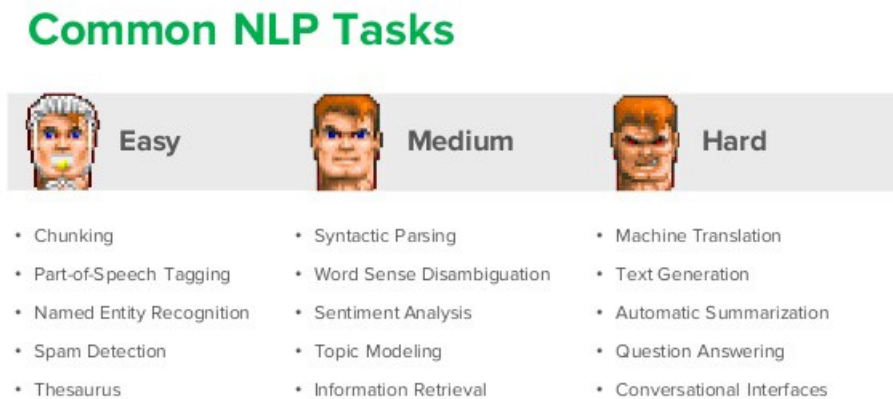 Common NLP Tasks
Easy
Medium
Hard
• Chunking
• Part-of-Speech Tagging
• Named Entity Recognition
• Spam Detection
• Thesaurus
• Syntactic Parsing
• Word Sense Disambiguation
• Sentiment Analysis
• Topic Modeling
• Information Retrieval
• Machine Translation
• Text Generation
• Automatic Summarization
• Question Answering
• Conversational Interfaces